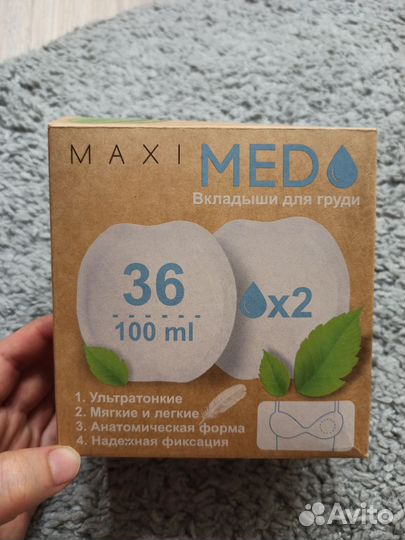 MAXI MED
Вкладыши для груди
36
100 ml
x2
1. Ультратонкие
2. Мягкие и легкие
3. Анатомическая форма
4. Надежная фиксация
Avito